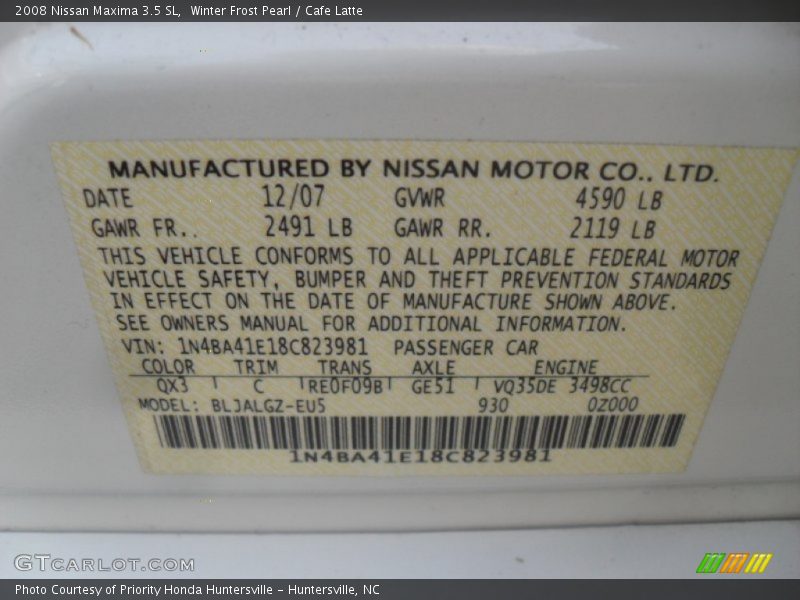 2008 Nissan Maxima 3.5 SL, Winter Frost Pearl / Cafe Latte
MANUFACTURED BY NISSAN MOTOR CO., LTD.
DATE 12/07 GVWR 4590 LB
GAWR FR.. 2491 LB GAWR RR. 2119 LB
THIS VEHICLE CONFORMS TO ALL APPLICABLE FEDERAL MOTOR
VEHICLE SAFETY, BUMPER AND THEFT PREVENTION STANDARDS
IN EFFECT ON THE DATE OF MANUFACTURE SHOWN ABOVE.
SEE OWNERS MANUAL FOR ADDITIONAL INFORMATION.
VIN: 1N4BA41E18C823981 PASSENGER CAR
COLOR TRIM TRANS AXLE ENGINE
QX3 C RE0F09B GE51 VQ35DE 3498CC
MODEL: BLJALGZ-EU5 930 0Z000
1N4BA41E18C823981
GTCARLOT.COM
Photo Courtesy of Priority Honda Huntersville - Huntersville, NC